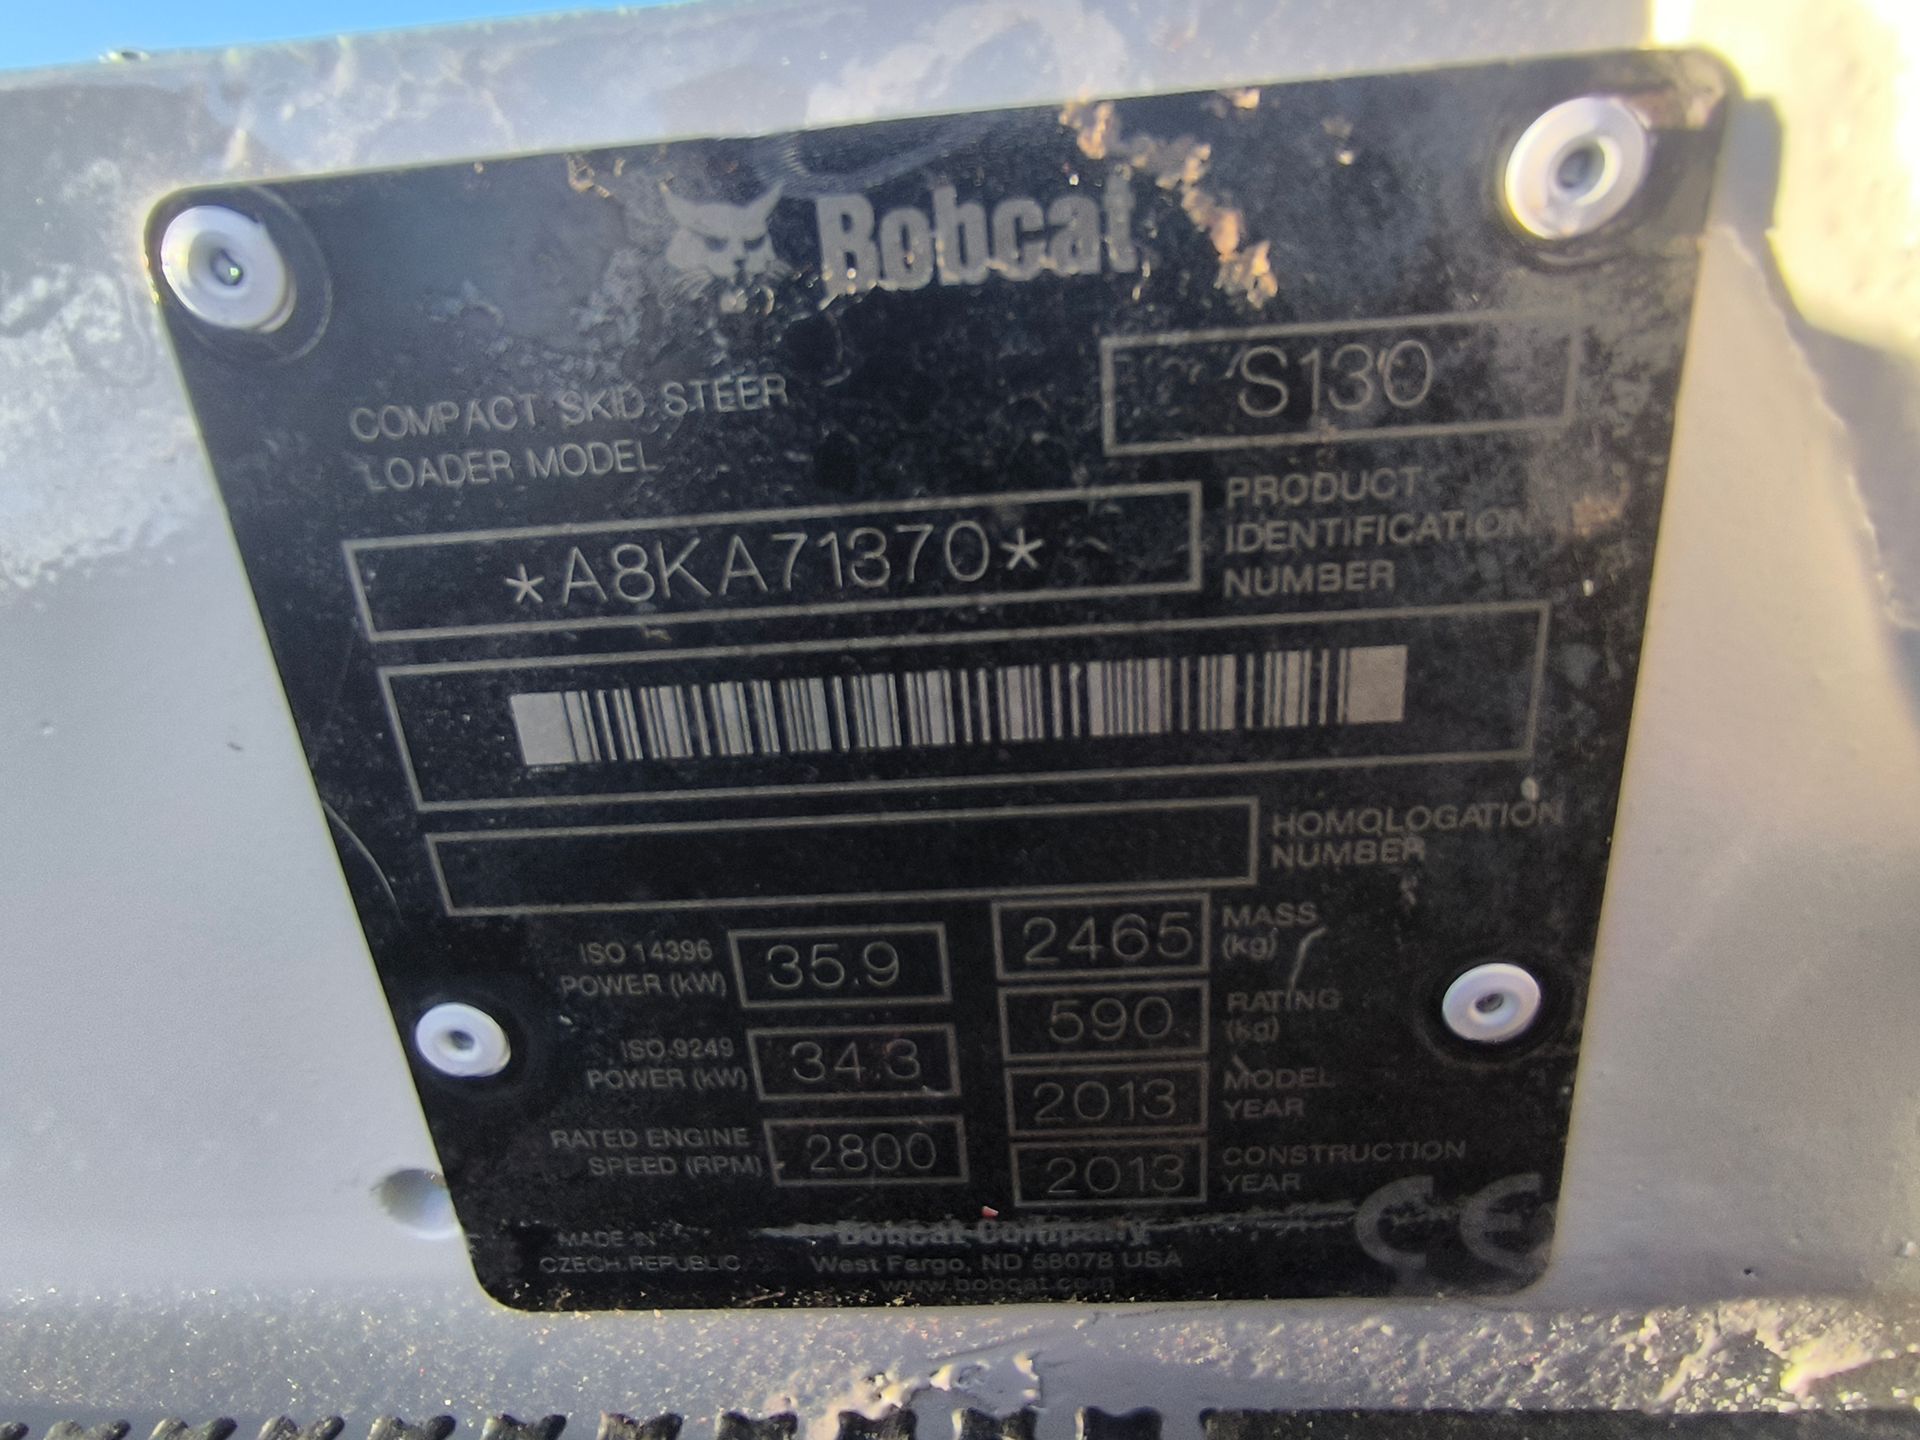 Bobcat
COMPACT SKID STEER
LOADER MODEL
S130
*A8KA71370*
PRODUCT
IDENTIFICATION
NUMBER
HOMOLOGATION
NUMBER
ISO 14396
POWER (kW)
35.9
2465
MASS
(kg)
ISO 9249
POWER (kW)
34.3
590
RATING
(kg)
RATED ENGINE
SPEED (RPM)
2800
2013
MODEL
YEAR
2013
CONSTRUCTION
YEAR
MADE IN
CZECH REPUBLIC
Bobcat Company
West Fargo, ND 58078 USA
www.bobcat.com
CE